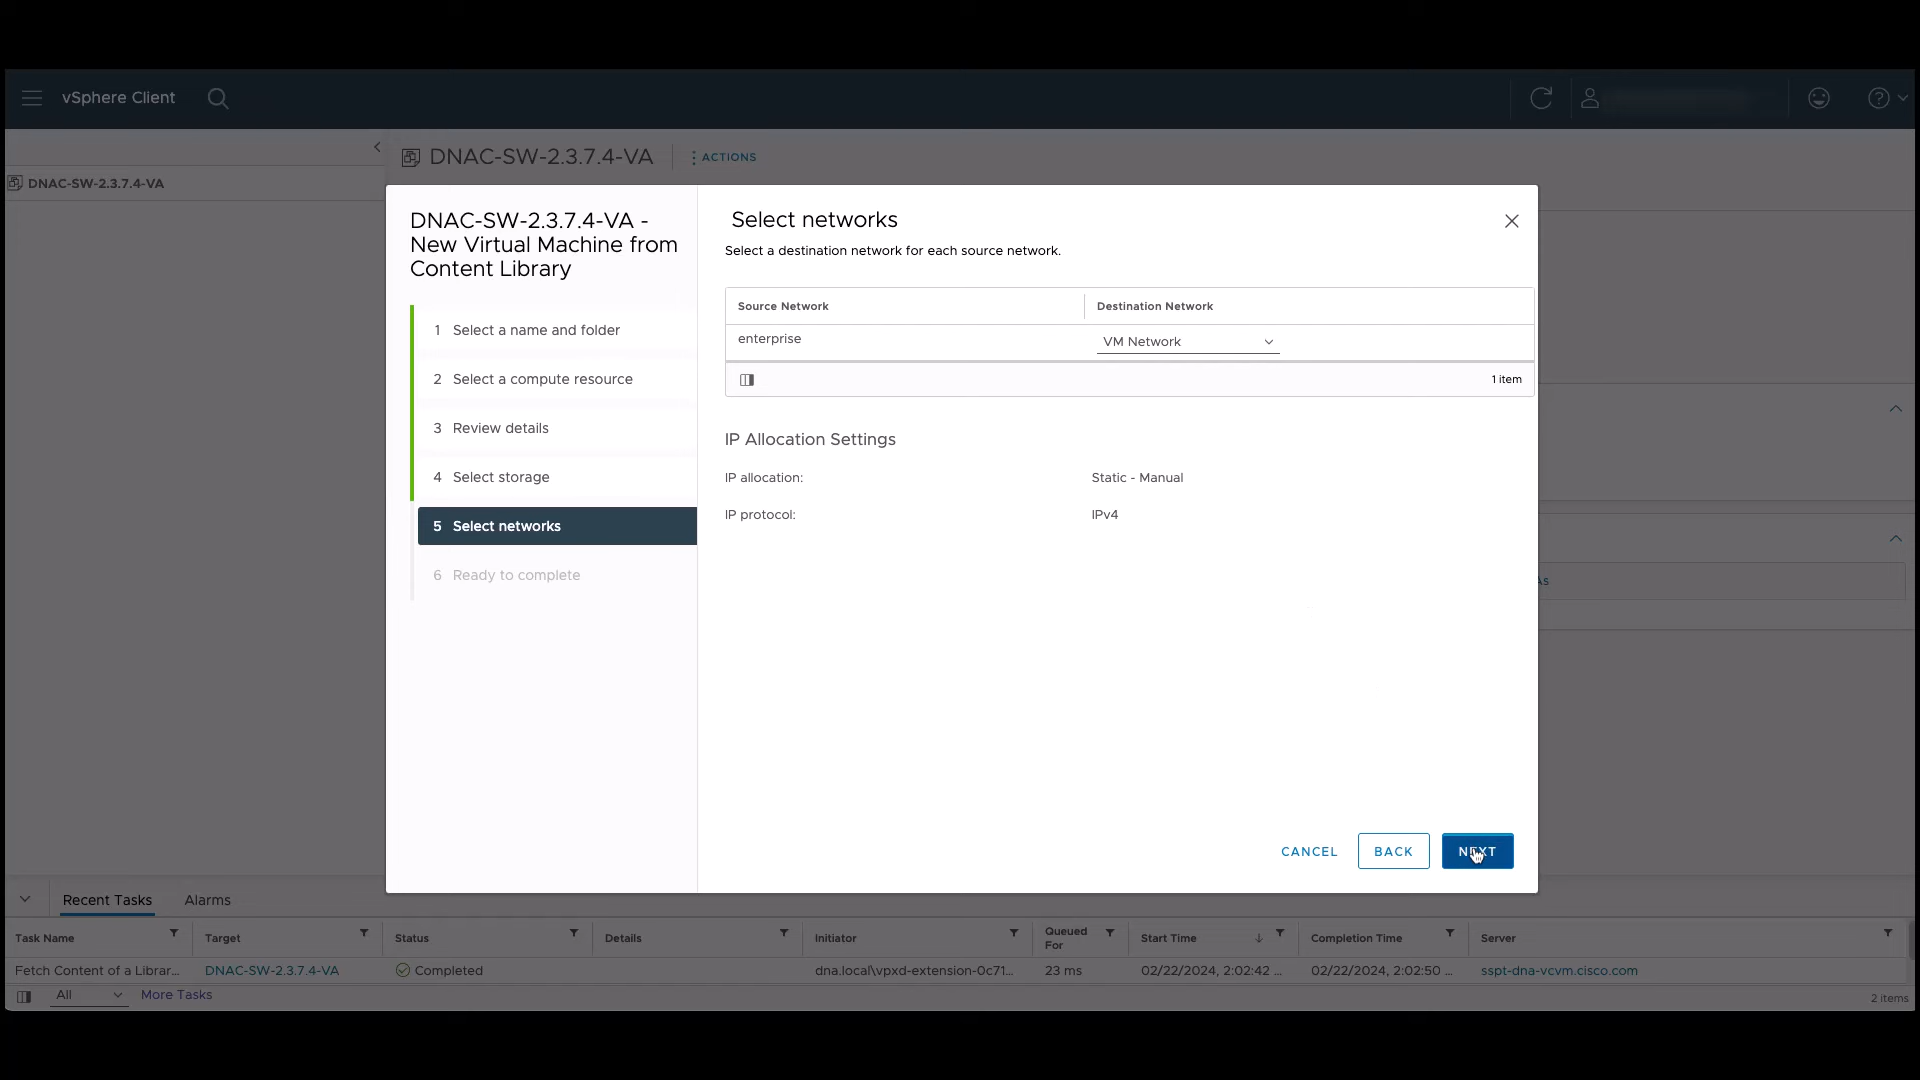 vSphere Client
DNAC-SW-2.3.7.4-VA
ACTIONS
DNAC-SW-2.3.7.4-VA
DNAC-SW-2.3.7.4-VA -
New Virtual Machine from
Content Library
1 Select a name and folder
2 Select a compute resource
3 Review details
4 Select storage
5 Select networks
6 Ready to complete
Select networks
Select a destination network for each source network.
Source Network Destination Network
enterprise VM Network
1 item
IP Allocation Settings
IP allocation: Static - Manual
IP protocol: IPv4
As
CANCEL BACK NEXT
Recent Tasks Alarms
Task Name Target Status Details Initiator Queued For Start Time Completion Time Server
Fetch Content of a Librar... DNAC-SW-2.3.7.4-VA Completed dna.local\vpxd-extension-0c71... 23 ms 02/22/2024, 2:02:42 ... 02/22/2024, 2:02:50 ... sspt-dna-vcvm.cisco.com
All More Tasks 2 items